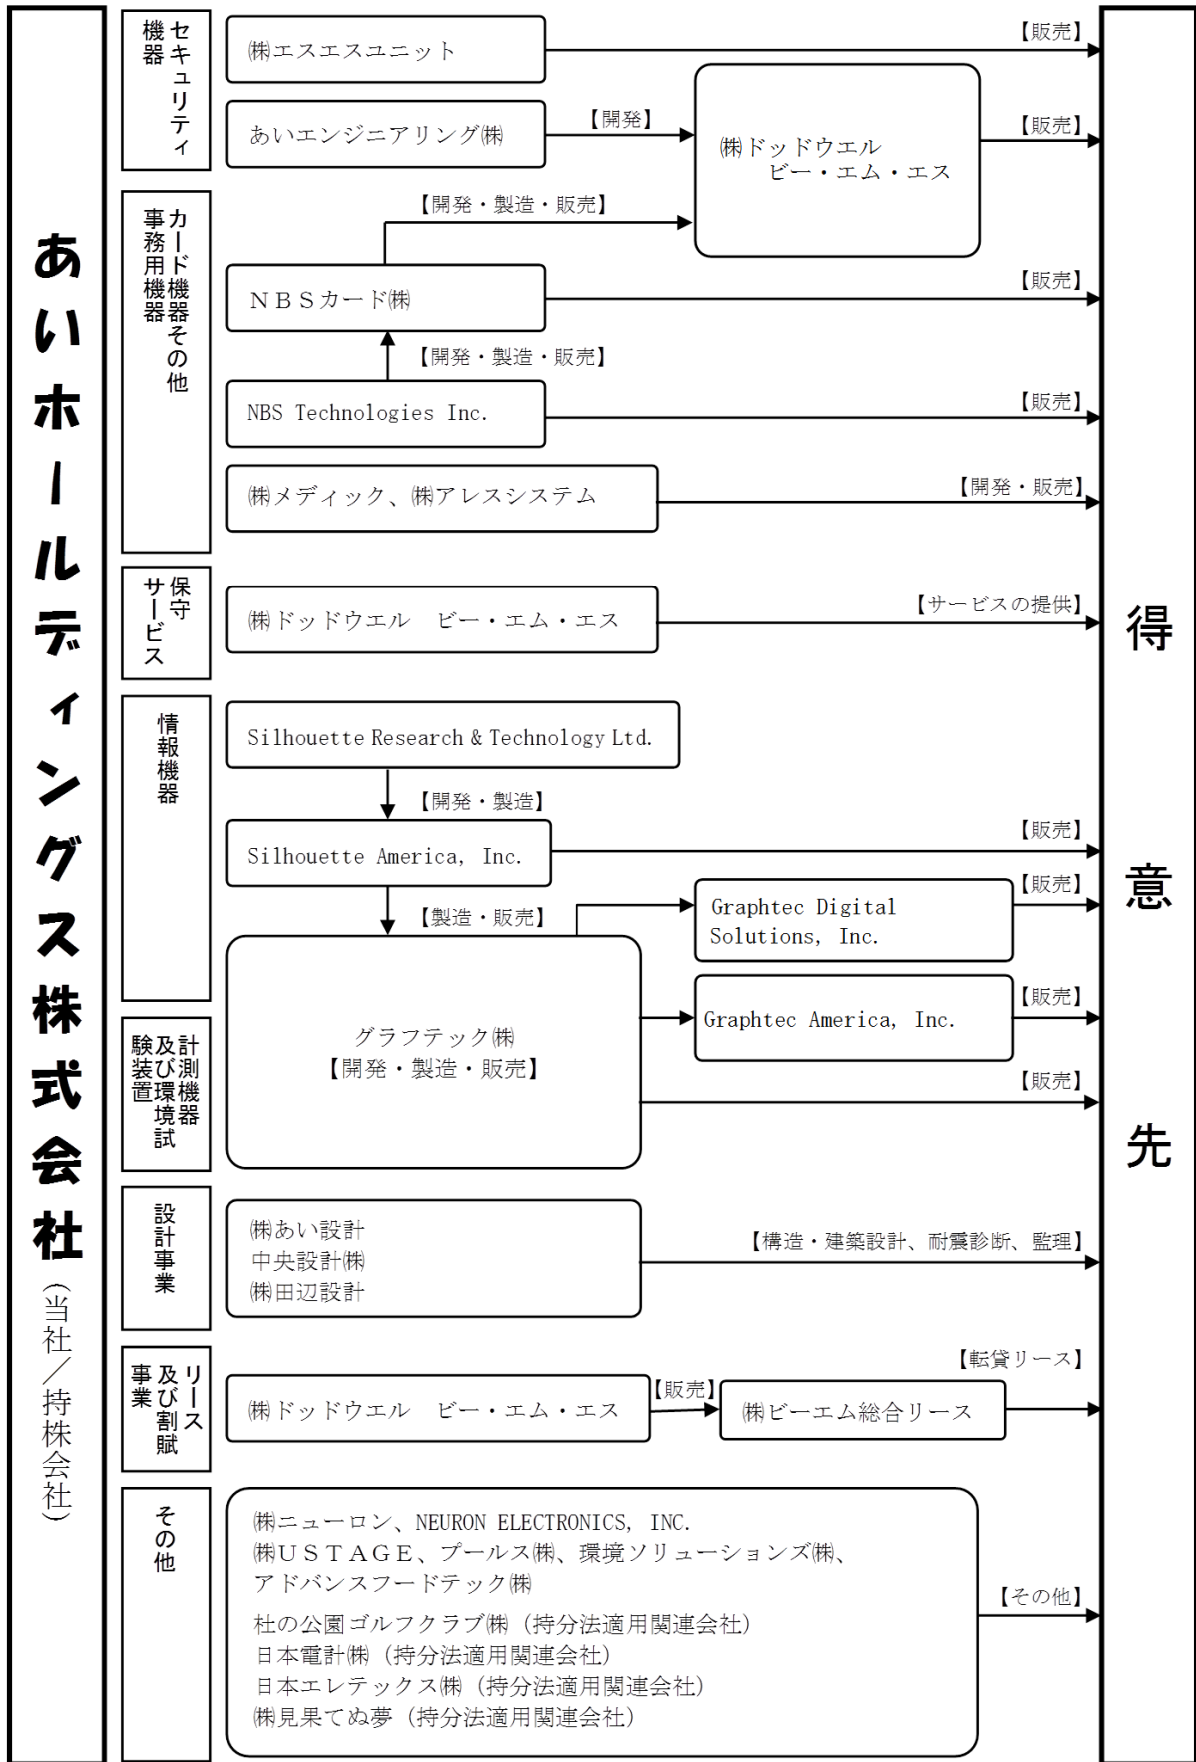 あいホールディングス株式会社
（当社／持株会社）
セキュリティ
機器
㈱エスエスユニット
【販売】
あいエンジニアリング㈱
【開発】
㈱ドッドウエル
ビー・エム・エス
【販売】
カード機器その他
事務用機器
【開発・製造・販売】
ＮＢＳカード㈱
【販売】
【開発・製造・販売】
NBS Technologies Inc.
【販売】
㈱メディック、㈱アレスシステム
【開発・販売】
保守
サービス
㈱ドッドウエル　ビー・エム・エス
【サービスの提供】
情報機器
Silhouette Research & Technology Ltd.
【開発・製造】
Silhouette America, Inc.
【販売】
【製造・販売】
Graphtec Digital
Solutions, Inc.
【販売】
グラフテック㈱
【開発・製造・販売】
Graphtec America, Inc.
【販売】
【販売】
計測機器
及び環境試
験装置
設計事業
㈱あい設計
中央設計㈱
㈱田辺設計
【構造・建築設計、耐震診断、監理】
リース
及び割賦
事業
㈱ドッドウエル　ビー・エム・エス
【販売】
㈱ビーエム総合リース
【転貸リース】
その他
㈱ニューロン、NEURON ELECTRONICS, INC.
㈱ＵＳＴＡＧＥ、プールス㈱、環境ソリューションズ㈱、
アドバンスフードテック㈱
杜の公園ゴルフクラブ㈱（持分法適用関連会社）
日本電計㈱（持分法適用関連会社）
日本エレテックス㈱（持分法適用関連会社）
㈱見果てぬ夢（持分法適用関連会社）
【その他】
得意先